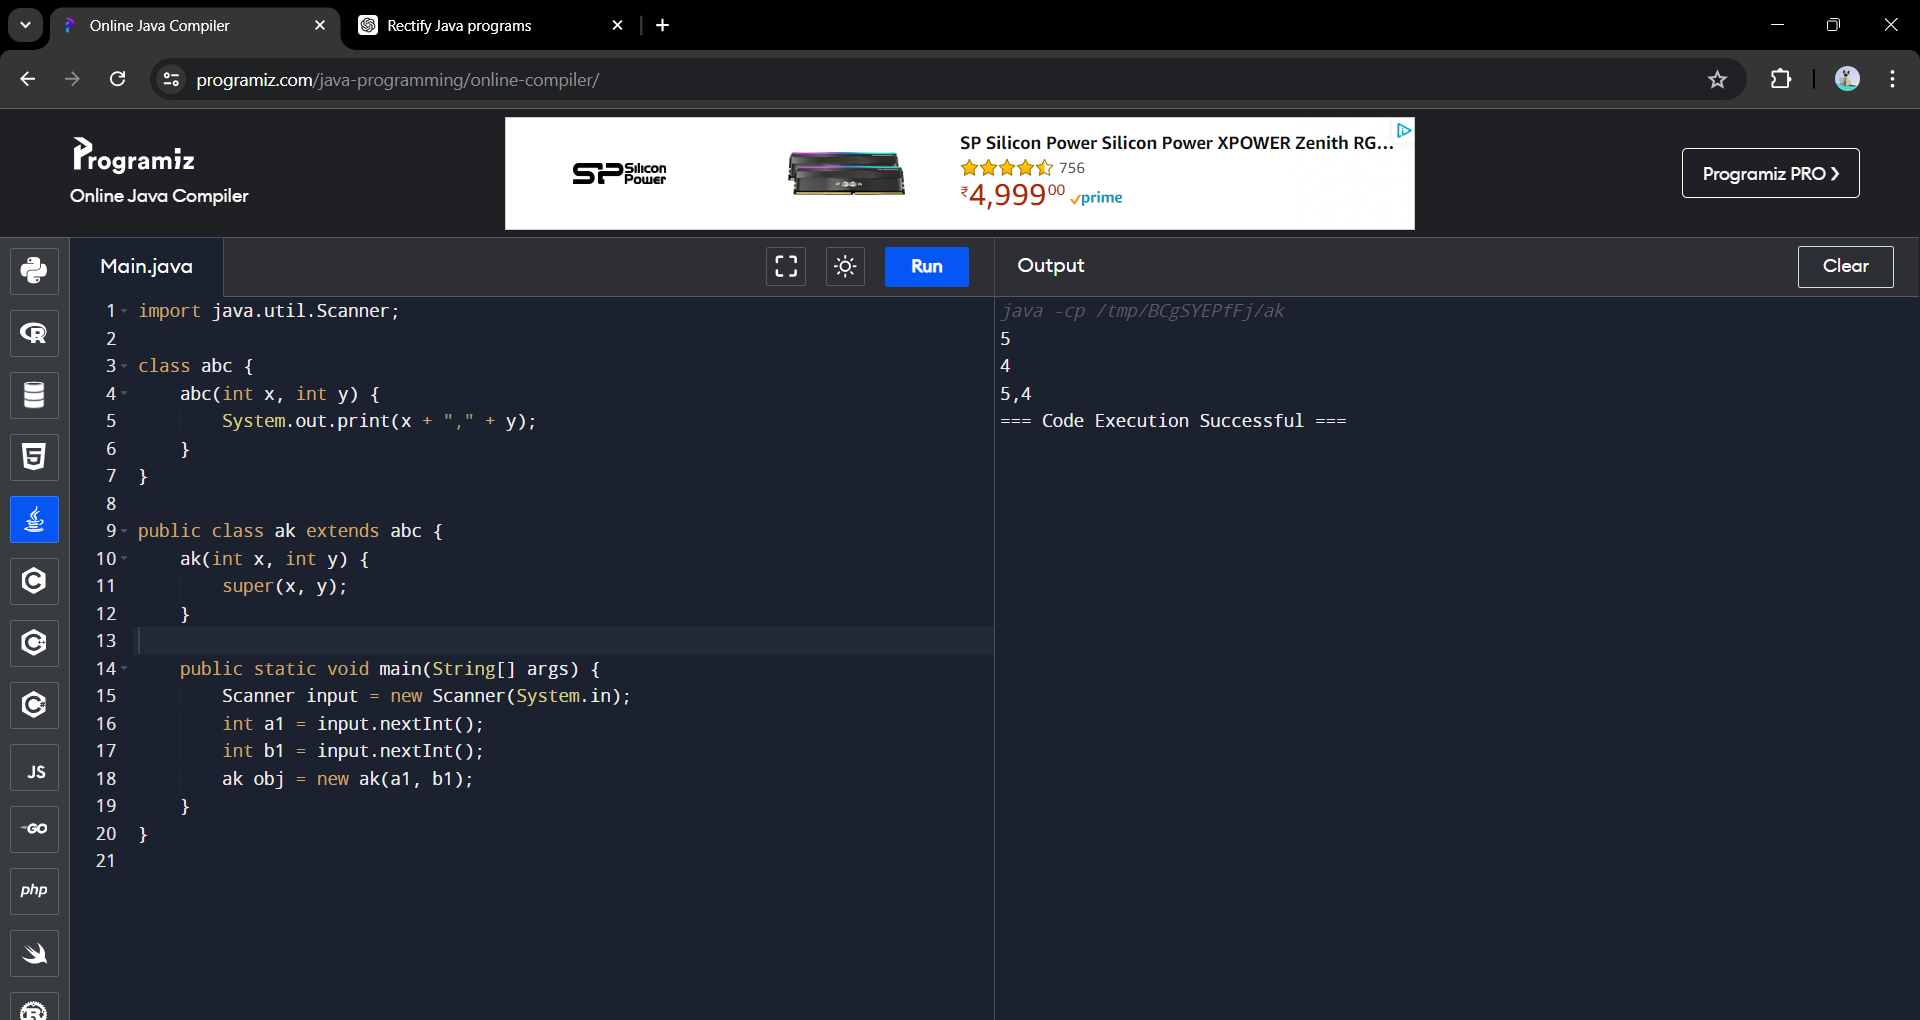 Online Java Compiler
Rectify Java programs
programiz.com/java-programming/online-compiler/
Programiz
Online Java Compiler
SP Silicon Power
SP Silicon Power Silicon Power XPOWER Zenith RG...
756
₹4,99900 prime
Programiz PRO ❯
Main.java
Run
Output
Clear
1 import java.util.Scanner;
2
3 class abc {
4     abc(int x, int y) {
5         System.out.print(x + "," + y);
6     }
7 }
8
9 public class ak extends abc {
10     ak(int x, int y) {
11         super(x, y);
12     }
13
14     public static void main(String[] args) {
15         Scanner input = new Scanner(System.in);
16         int a1 = input.nextInt();
17         int b1 = input.nextInt();
18         ak obj = new ak(a1, b1);
19     }
20 }
21
java -cp /tmp/BCgSYEPfFj/ak
5
4
5,4
=== Code Execution Successful ===
R
5
C
C++
C#
JS
GO
php
R